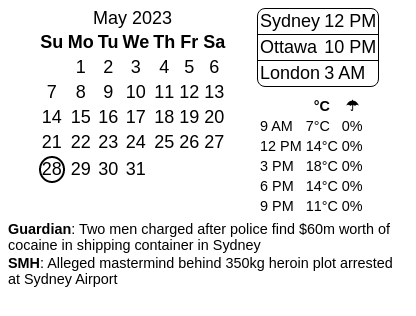 May 2023
Su Mo Tu We Th Fr Sa
1 2 3 4 5 6
7 8 9 10 11 12 13
14 15 16 17 18 19 20
21 22 23 24 25 26 27
28 29 30 31
Sydney 12 PM
Ottawa 10 PM
London 3 AM
°C ☂
9 AM 7°C 0%
12 PM 14°C 0%
3 PM 18°C 0%
6 PM 14°C 0%
9 PM 11°C 0%
Guardian: Two men charged after police find $60m worth of
cocaine in shipping container in Sydney
SMH: Alleged mastermind behind 350kg heroin plot arrested
at Sydney Airport